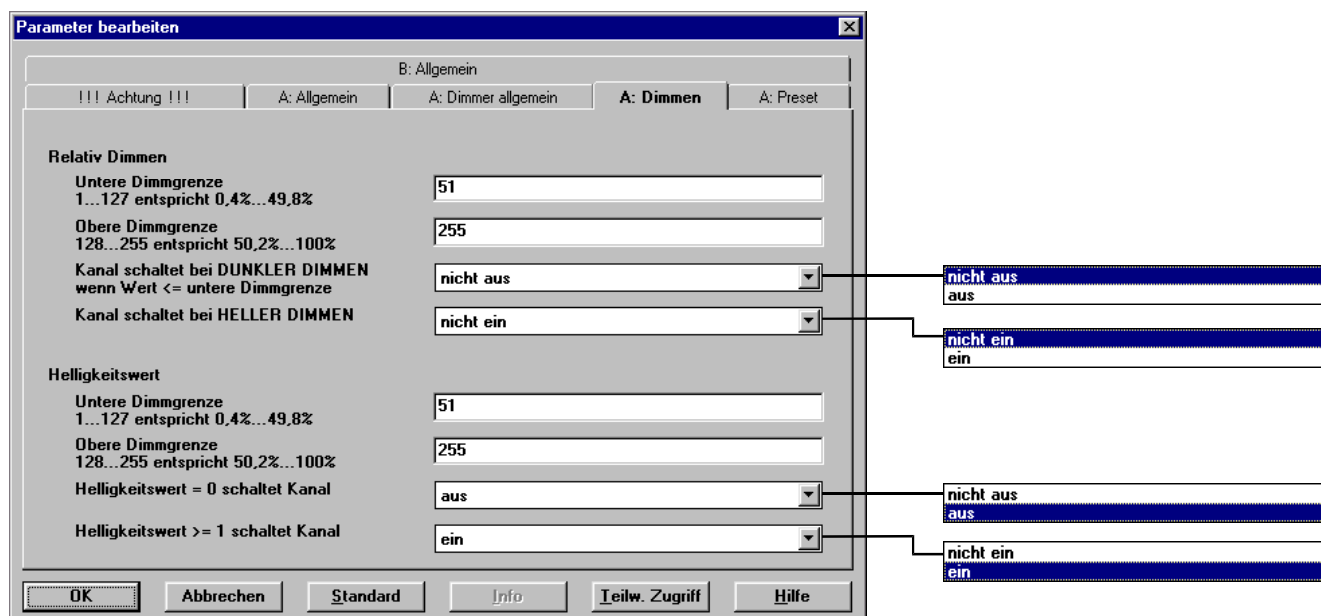 Parameter bearbeiten
B: Allgemein
!!! Achtung !!!
A: Allgemein
A: Dimmer allgemein
A: Dimmen
A: Preset
Relativ Dimmen
Untere Dimmgrenze
1...127 entspricht 0,4%...49,8%
51
Obere Dimmgrenze
128...255 entspricht 50,2%...100%
255
Kanal schaltet bei DUNKLER DIMMEN
wenn Wert <= untere Dimmgrenze
nicht aus
nicht aus
aus
Kanal schaltet bei HELLER DIMMEN
nicht ein
nicht ein
ein
Helligkeitswert
Untere Dimmgrenze
1...127 entspricht 0,4%...49,8%
51
Obere Dimmgrenze
128...255 entspricht 50,2%...100%
255
Helligkeitswert = 0 schaltet Kanal
aus
nicht aus
aus
Helligkeitswert >= 1 schaltet Kanal
ein
nicht ein
ein
OK
Abbrechen
Standard
Info
Teilw. Zugriff
Hilfe